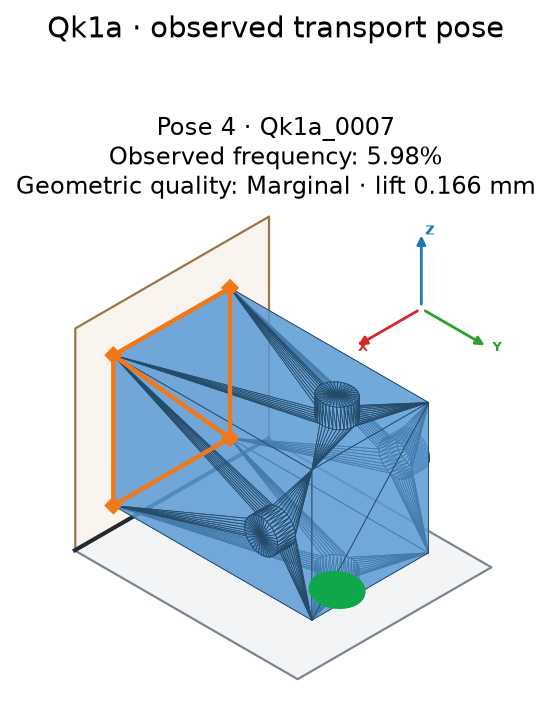 Qk1a · observed transport pose
Pose 4 · Qk1a_0007
Observed frequency: 5.98%
Geometric quality: Marginal · lift 0.166 mm
Z
X
Y